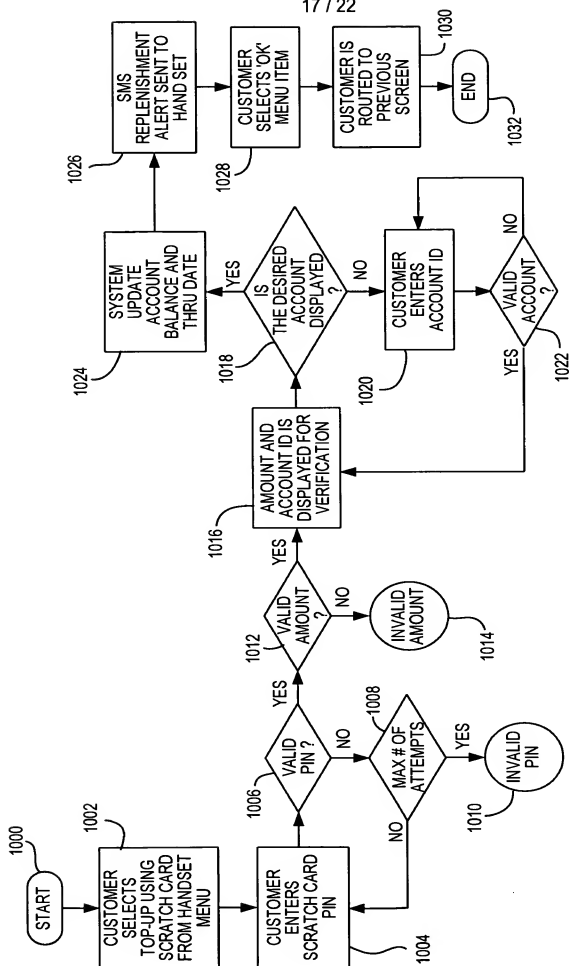 17 / 22
1000
START
1002
CUSTOMER
SELECTS
TOP-UP USING
SCRATCH CARD
FROM HANDSET
MENU
CUSTOMER
ENTERS
SCRATCH CARD
PIN
1004
1006
VALID
PIN ?
YES
NO
1008
MAX # OF
ATTEMPTS
NO
YES
1010
INVALID
PIN
1012
VALID
AMOUNT
?
YES
NO
INVALID
AMOUNT
1014
1016
AMOUNT AND
ACCOUNT ID IS
DISPLAYED FOR
VERIFICATION
1018
IS
THE DESIRED
ACCOUNT
DISPLAYED
?
YES
NO
1020
CUSTOMER
ENTERS
ACCOUNT ID
VALID
ACCOUNT
?
YES
NO
1022
1024
SYSTEM
UPDATE
ACCOUNT
BALANCE AND
THRU DATE
1026
SMS
REPLENISHMENT
ALERT SENT TO
HAND SET
1028
CUSTOMER
SELECTS 'OK'
MENU ITEM
CUSTOMER IS
ROUTED TO
PREVIOUS
SCREEN
1030
END
1032